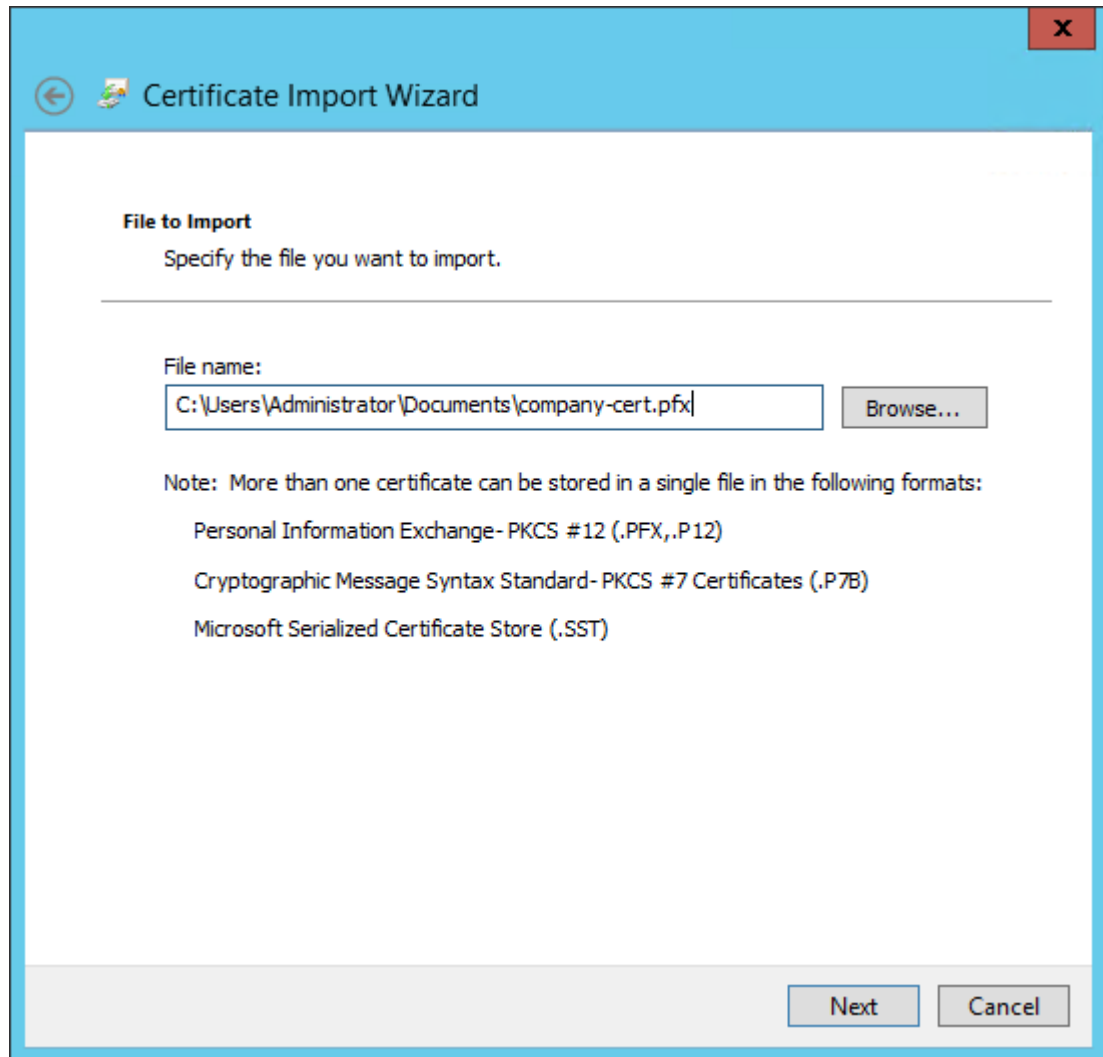 x
Certificate Import Wizard
File to Import
Specify the file you want to import.
File name:
C:\Users\Administrator\Documents\company-cert.pfx
Browse...
Note:  More than one certificate can be stored in a single file in the following formats:
Personal Information Exchange- PKCS #12 (.PFX,.P12)
Cryptographic Message Syntax Standard- PKCS #7 Certificates (.P7B)
Microsoft Serialized Certificate Store (.SST)
Next
Cancel